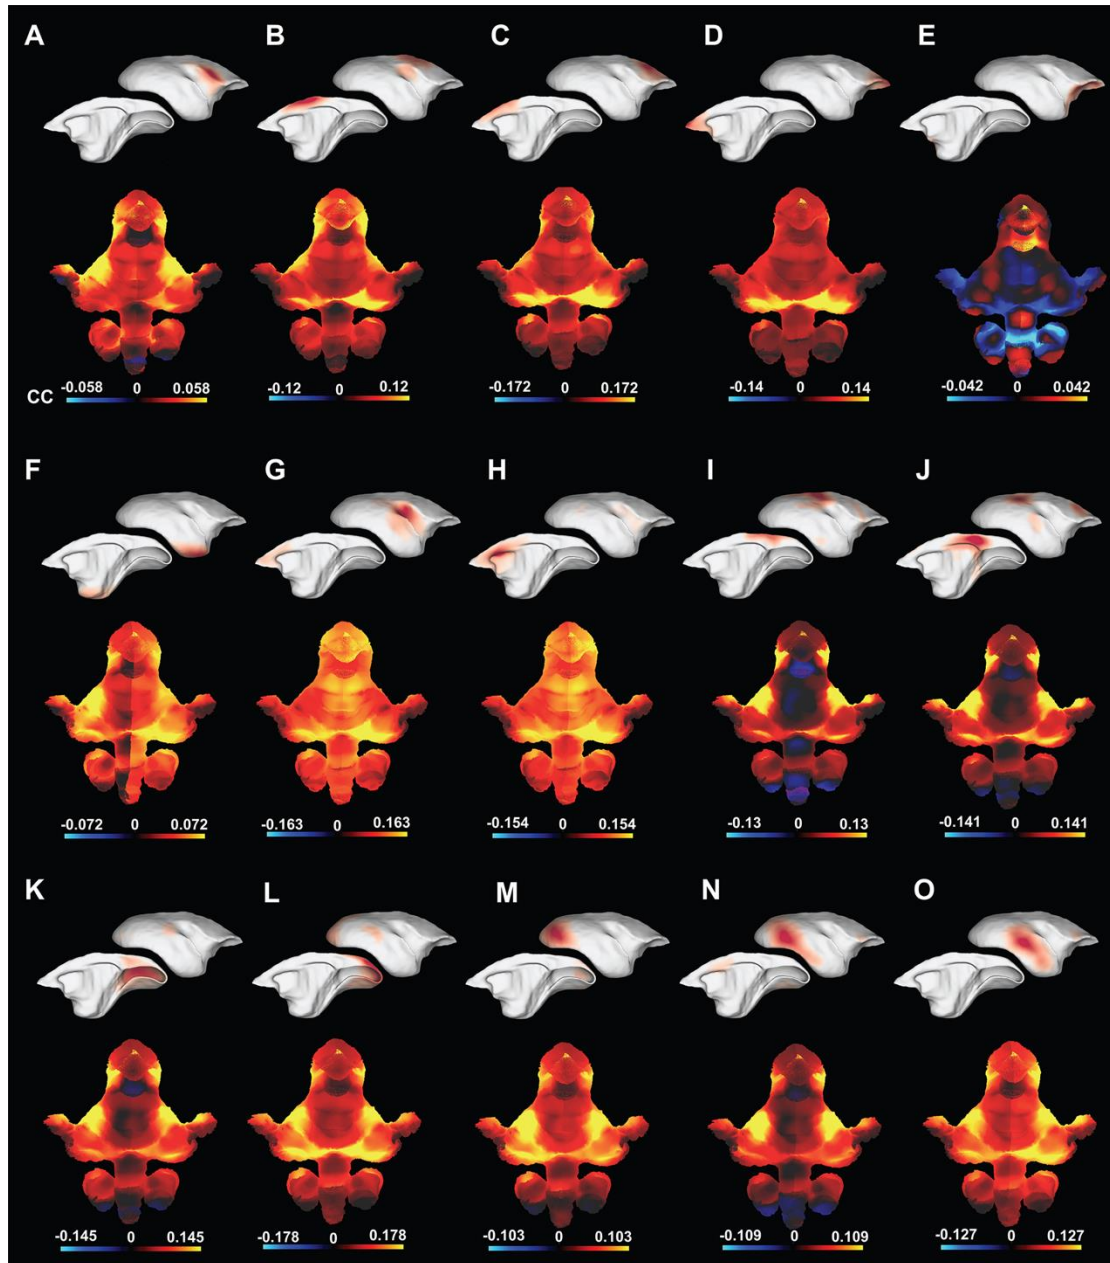 A B C D E
CC -0.058 0 0.058 -0.12 0 0.12 -0.172 0 0.172 -0.14 0 0.14 -0.042 0 0.042
F G H I J
-0.072 0 0.072 -0.163 0 0.163 -0.154 0 0.154 -0.13 0 0.13 -0.141 0 0.141
K L M N O
-0.145 0 0.145 -0.178 0 0.178 -0.103 0 0.103 -0.109 0 0.109 -0.127 0 0.127